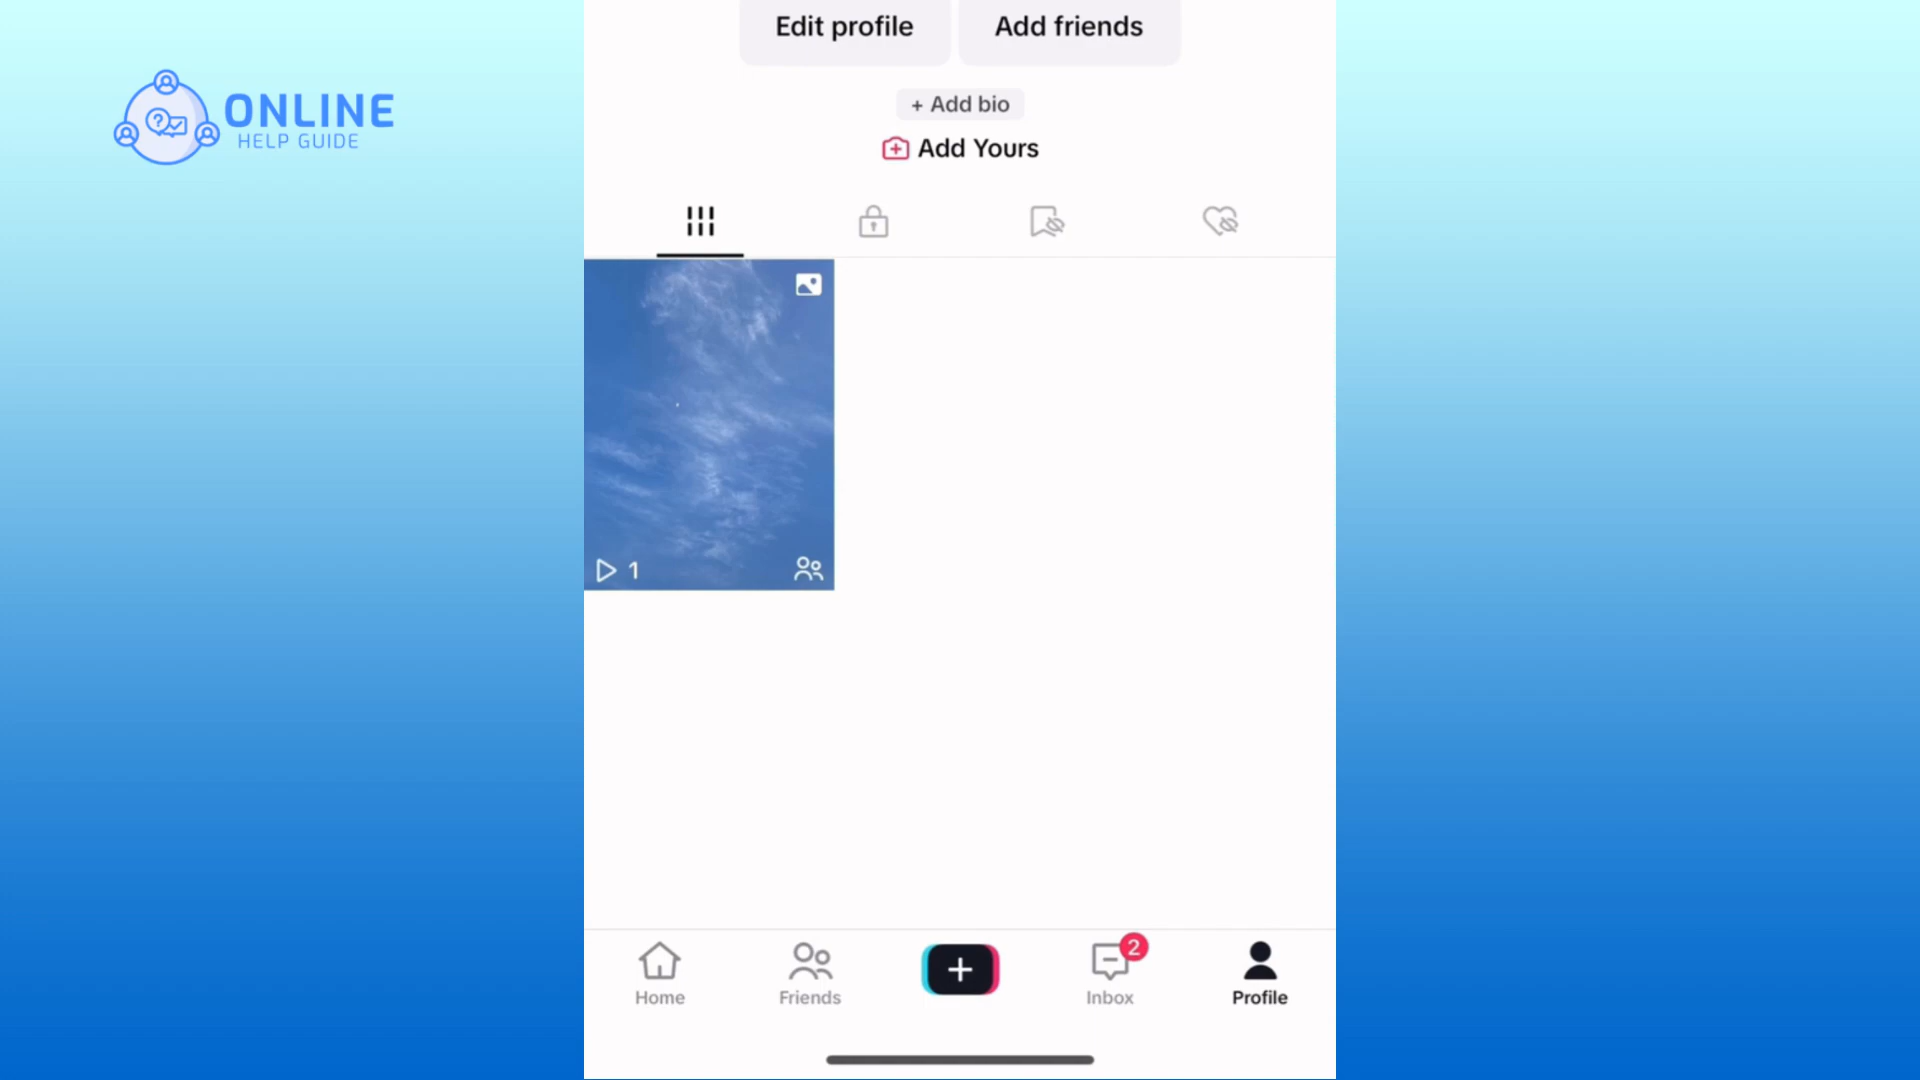 Edit profile
Add friends
+ Add bio
Add Yours
ONLINE
HELP GUIDE
1
2
Home
Friends
Inbox
Profile